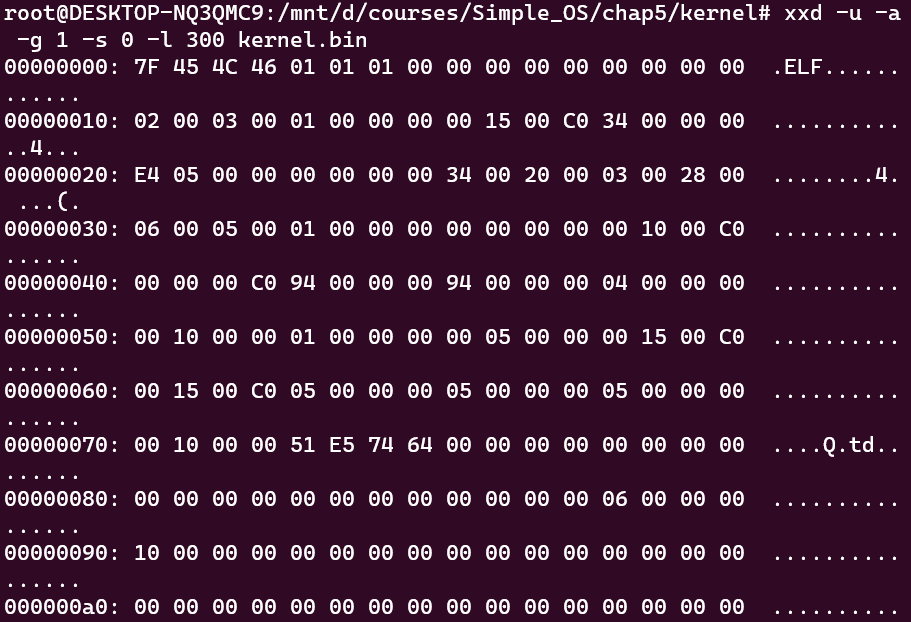 root@DESKTOP-NQ3QMC9:/mnt/d/courses/Simple_OS/chap5/kernel# xxd -u -a
 -g 1 -s 0 -l 300 kernel.bin
00000000: 7F 45 4C 46 01 01 01 00 00 00 00 00 00 00 00 00  .ELF......
......
00000010: 02 00 03 00 01 00 00 00 00 15 00 C0 34 00 00 00  ..........
..4...
00000020: E4 05 00 00 00 00 00 00 34 00 20 00 03 00 28 00  ........4.
 ...(.
00000030: 06 00 05 00 01 00 00 00 00 00 00 00 00 10 00 C0  ..........
......
00000040: 00 00 00 C0 94 00 00 00 94 00 00 00 04 00 00 00  ..........
......
00000050: 00 10 00 00 01 00 00 00 00 05 00 00 00 15 00 C0  ..........
......
00000060: 00 15 00 C0 05 00 00 00 05 00 00 00 05 00 00 00  ..........
......
00000070: 00 10 00 00 51 E5 74 64 00 00 00 00 00 00 00 00  ....Q.td..
......
00000080: 00 00 00 00 00 00 00 00 00 00 00 00 06 00 00 00  ..........
......
00000090: 10 00 00 00 00 00 00 00 00 00 00 00 00 00 00 00  ..........
......
000000a0: 00 00 00 00 00 00 00 00 00 00 00 00 00 00 00 00  ..........